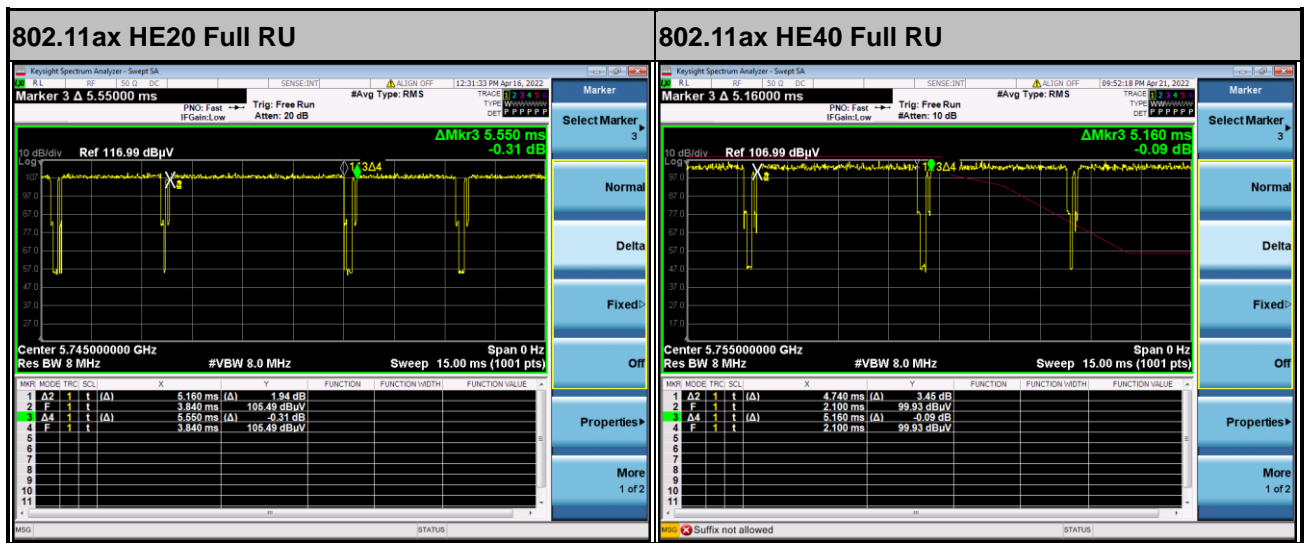 802.11ax HE20 Full RU
Keysight Spectrum Analyzer - Swept SA
RL RF 50 Ω DC SENSE:INT ALIGN OFF 12:31:33 PM Apr 16, 2022
Marker 3 Δ 5.55000 ms
#Avg Type: RMS
TRACE 1 2 3 4 5 6
PNO: Fast Trig: Free Run
TYPE
IFGain:Low Atten: 20 dB
DET P P P P P P
ΔMkr3 5.550 ms
-0.31 dB
10 dB/div Ref 116.99 dBµV
Log
107
97.0
87.0
77.0
67.0
57.0
47.0
37.0
27.0
2
3Δ4
Center 5.745000000 GHz Span 0 Hz
Res BW 8 MHz #VBW 8.0 MHz Sweep 15.00 ms (1001 pts)
MKR MODE TRC SCL X Y FUNCTION FUNCTION WIDTH FUNCTION VALUE
1 Δ2 1 t (Δ) 5.160 ms (Δ) 1.94 dB
2 F 1 t 3.840 ms 105.49 dBµV
3 Δ4 1 t (Δ) 5.550 ms (Δ) -0.31 dB
4 F 1 t 3.840 ms 105.49 dBµV
5
6
7
8
9
10
11
MSG STATUS
Marker
Select Marker
3
Normal
Delta
Fixed
Off
Properties
More
1 of 2
802.11ax HE40 Full RU
Keysight Spectrum Analyzer - Swept SA
RL RF 50 Ω DC SENSE:INT ALIGN OFF 09:52:18 PM Apr 21, 2022
Marker 3 Δ 5.16000 ms
#Avg Type: RMS
TRACE 1 2 3 4 5 6
PNO: Fast Trig: Free Run
TYPE
IFGain:Low #Atten: 10 dB
DET P P P P P P
ΔMkr3 5.160 ms
-0.09 dB
10 dB/div Ref 106.99 dBµV
Log
97.0
87.0
77.0
67.0
57.0
47.0
37.0
27.0
17.0
2
3Δ4
Center 5.755000000 GHz Span 0 Hz
Res BW 8 MHz #VBW 8.0 MHz Sweep 15.00 ms (1001 pts)
MKR MODE TRC SCL X Y FUNCTION FUNCTION WIDTH FUNCTION VALUE
1 Δ2 1 t (Δ) 4.740 ms (Δ) 3.45 dB
2 F 1 t 2.100 ms 99.93 dBµV
3 Δ4 1 t (Δ) 5.160 ms (Δ) -0.09 dB
4 F 1 t 2.100 ms 99.93 dBµV
5
6
7
8
9
10
11
MSG Suffix not allowed STATUS
Marker
Select Marker
3
Normal
Delta
Fixed
Off
Properties
More
1 of 2